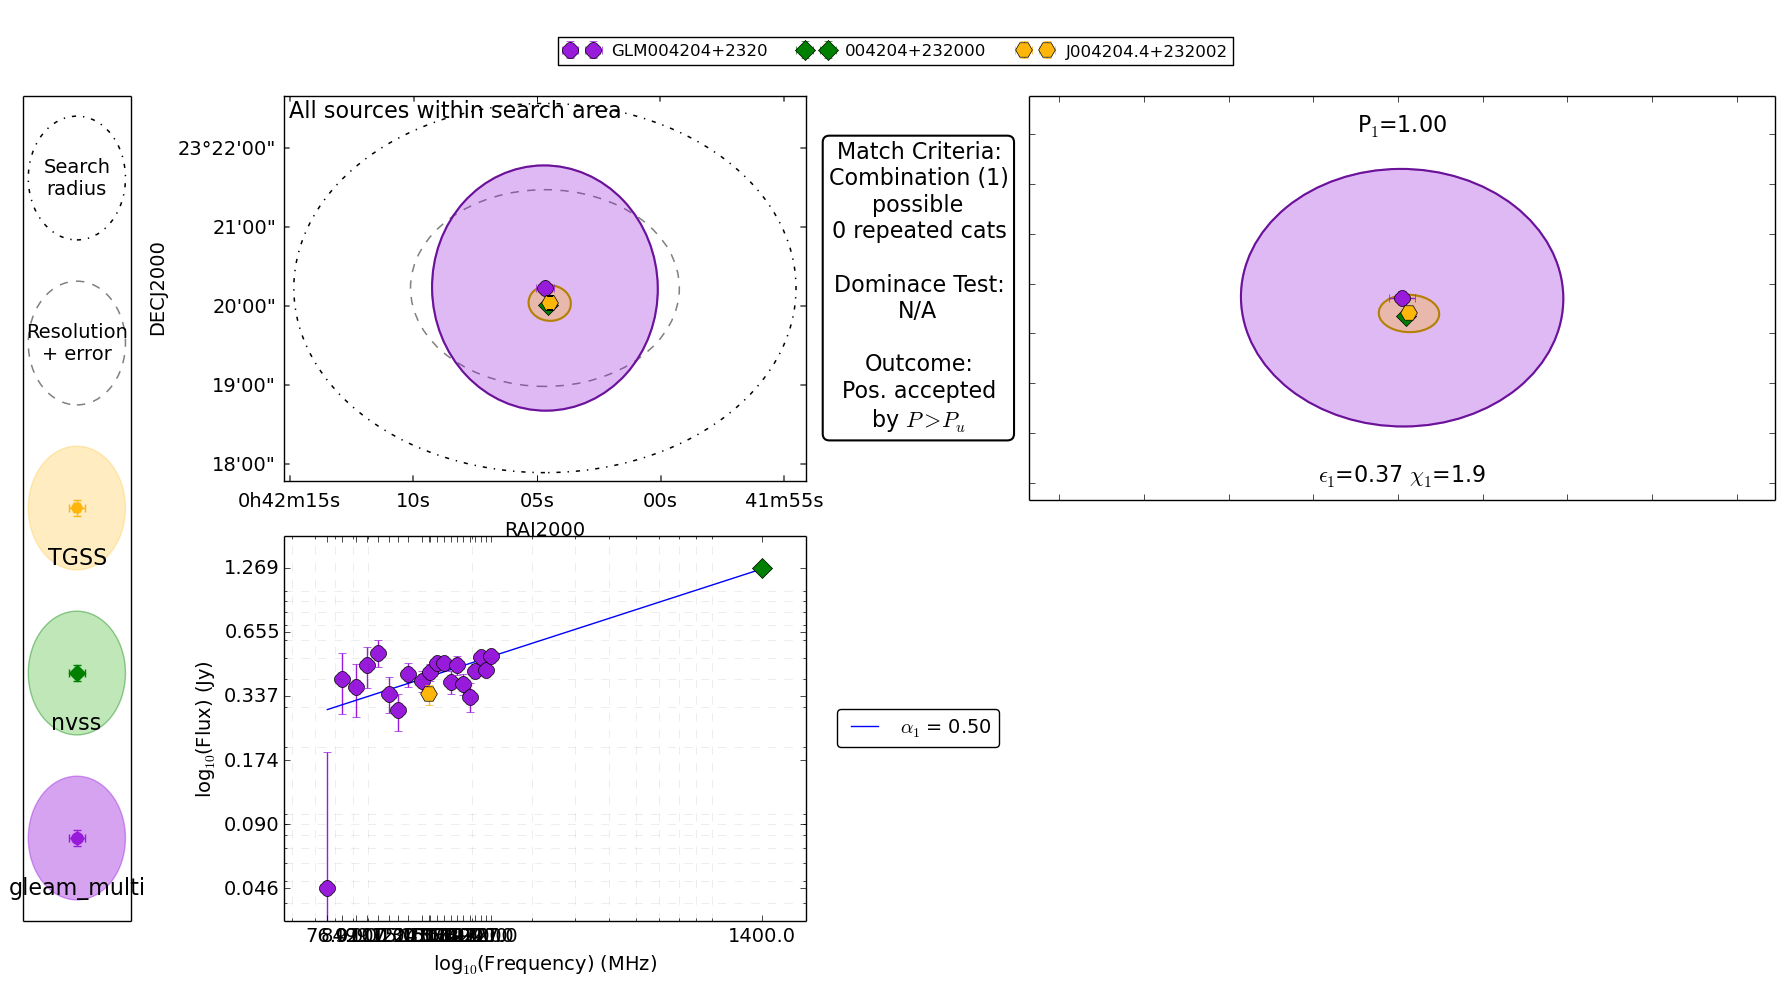 GLM004204+2320 004204+232000 J004204.4+232002
Search
radius
Resolution
+ error
TGSS
nvss
gleam_multi
All sources within search area
DECJ2000
23°22'00"
21'00"
20'00"
19'00"
18'00"
0h42m15s 10s 05s 00s 41m55s
RAJ2000
Match Criteria:
Combination (1)
possible
0 repeated cats
Dominace Test:
N/A
Outcome:
Pos. accepted
by P>Pᵤ
P₁=1.00
ϵ₁=0.37 χ₁=1.9
log₁₀(Flux) (Jy)
1.269
0.655
0.337
0.174
0.090
0.046
1400.0
log₁₀(Frequency) (MHz)
α₁ = 0.50